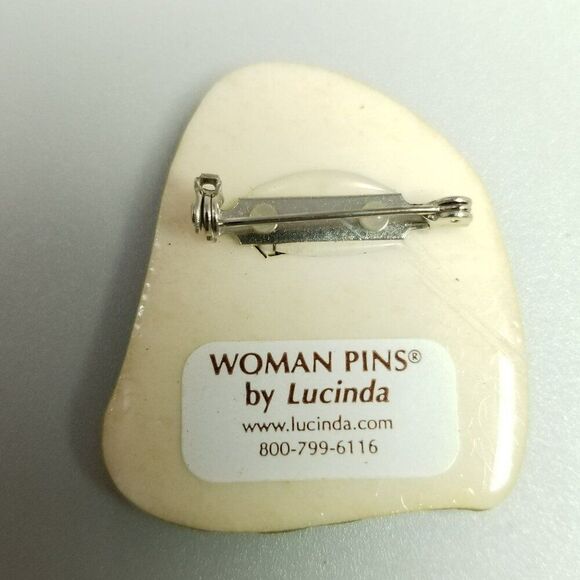 WOMAN PINS®
by Lucinda
www.lucinda.com
800-799-6116